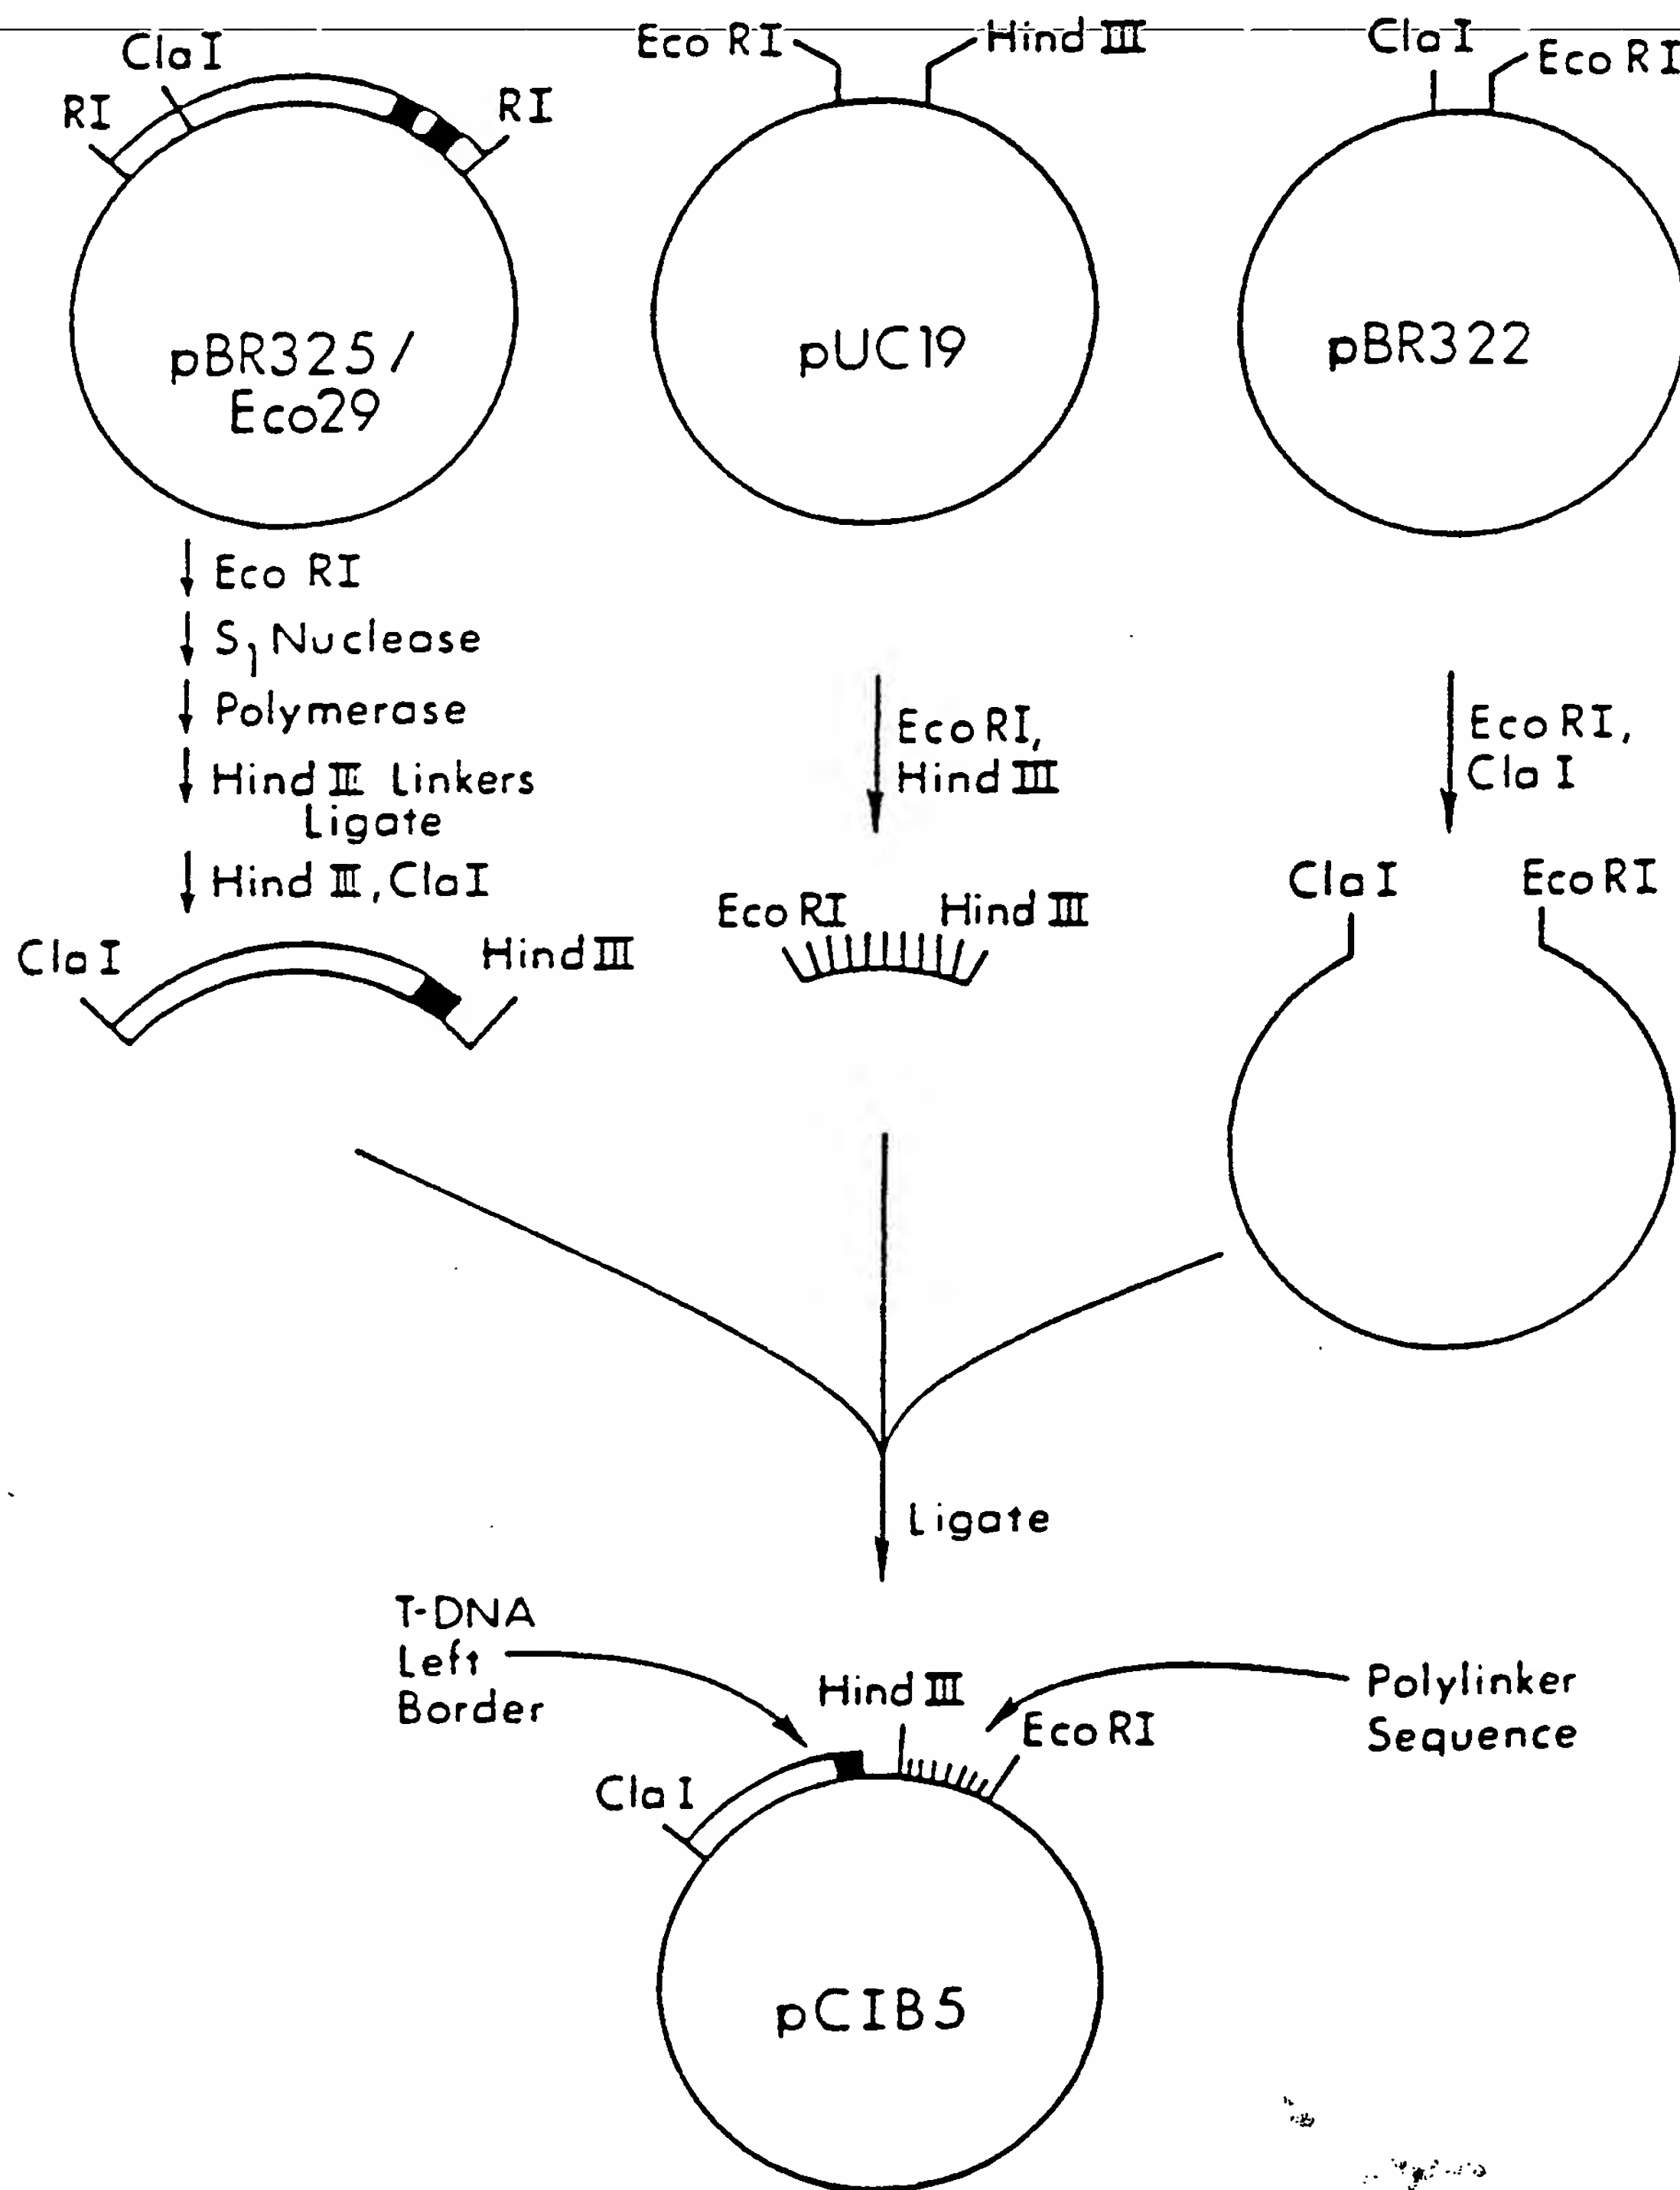 Cla I
RI
RI
pBR325/
Eco29
Eco RI
S1 Nuclease
Polymerase
Hind III Linkers
Ligate
Hind III, Cla I
Cla I
Hind III
Eco RI
Hind III
pUC19
Eco RI,
Hind III
Eco RI
Hind III
Cla I
Eco RI
pBR322
Eco RI,
Cla I
Cla I
Eco RI
Ligate
T-DNA
Left
Border
Hind III
Eco RI
Polylinker
Sequence
Cla I
pCIB5